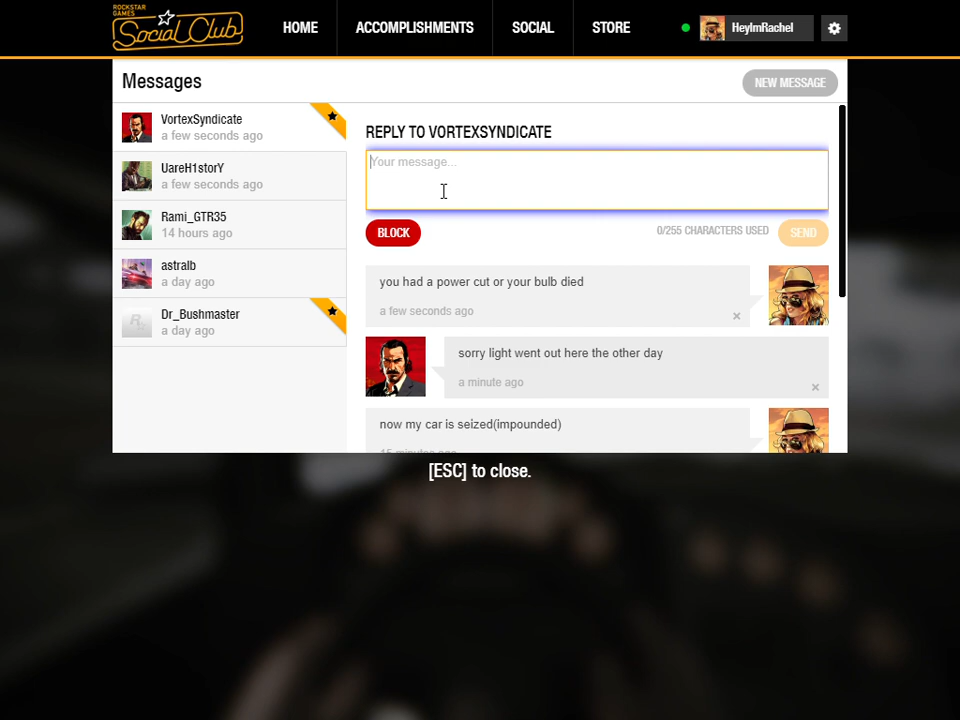 ROCKSTAR
GAMES
Social Club
HOME
ACCOMPLISHMENTS
SOCIAL
STORE
HeyImRachel
Messages
NEW MESSAGE
VortexSyndicate
a few seconds ago
UareH1storY
a few seconds ago
Rami_GTR35
14 hours ago
astralb
a day ago
Dr_Bushmaster
a day ago
REPLY TO VORTEXSYNDICATE
Your message...
BLOCK
0/255 CHARACTERS USED
SEND
you had a power cut or your bulb died
a few seconds ago
sorry light went out here the other day
a minute ago
now my car is seized(impounded)
15 minutes ago
[ESC] to close.